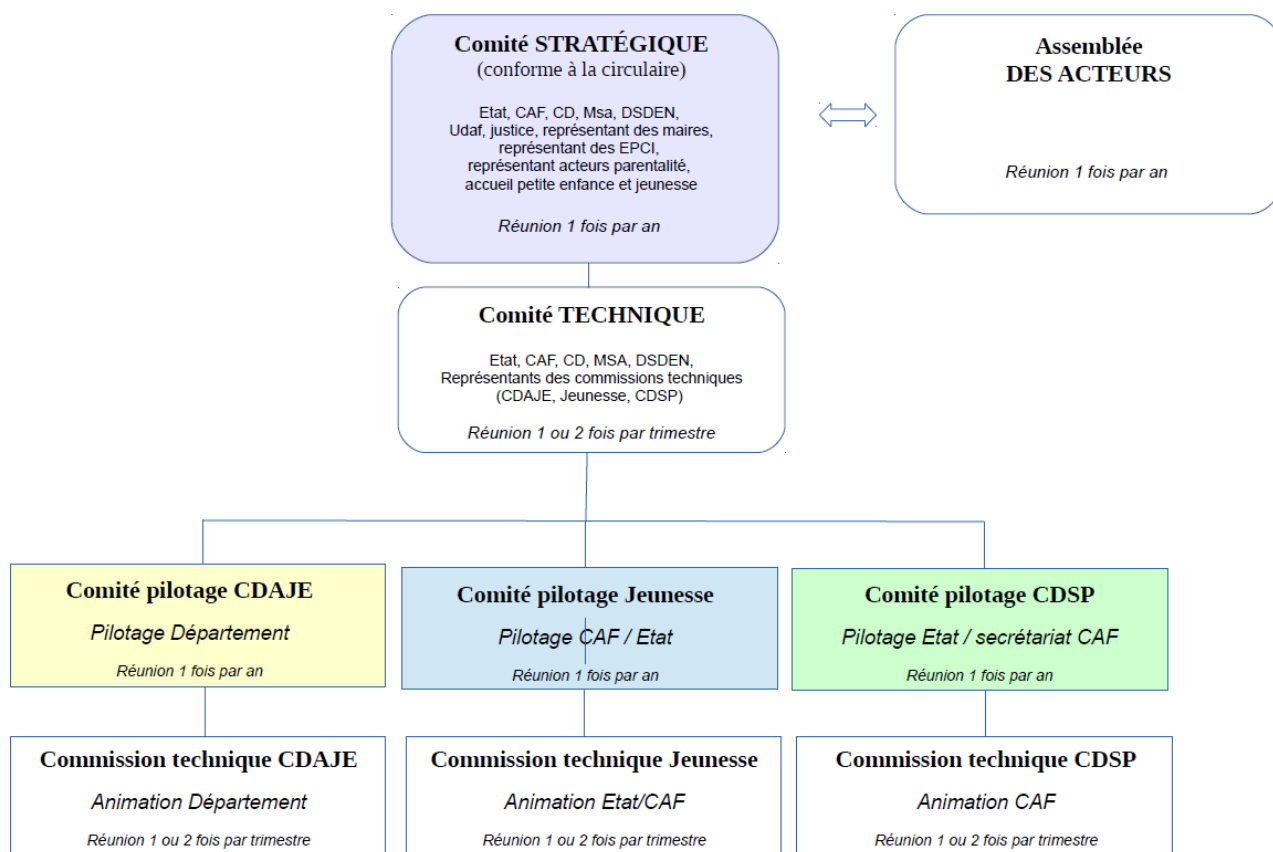 Comité STRATÉGIQUE
(conforme à la circulaire)
Etat, CAF, CD, Msa, DSDEN,
Udaf, justice, représentant des maires,
représentant des EPCI,
représentant acteurs parentalité,
accueil petite enfance et jeunesse
Réunion 1 fois par an
Assemblée
DES ACTEURS
Réunion 1 fois par an
Comité TECHNIQUE
Etat, CAF, CD, MSA, DSDEN,
Représentants des commissions techniques
(CDAJE, Jeunesse, CDSP)
Réunion 1 ou 2 fois par trimestre
Comité pilotage CDAJE
Pilotage Département
Réunion 1 fois par an
Comité pilotage Jeunesse
Pilotage CAF / Etat
Réunion 1 fois par an
Comité pilotage CDSP
Pilotage Etat / secrétariat CAF
Réunion 1 fois par an
Commission technique CDAJE
Animation Département
Réunion 1 ou 2 fois par trimestre
Commission technique Jeunesse
Animation Etat/CAF
Réunion 1 ou 2 fois par trimestre
Commission technique CDSP
Animation CAF
Réunion 1 ou 2 fois par trimestre